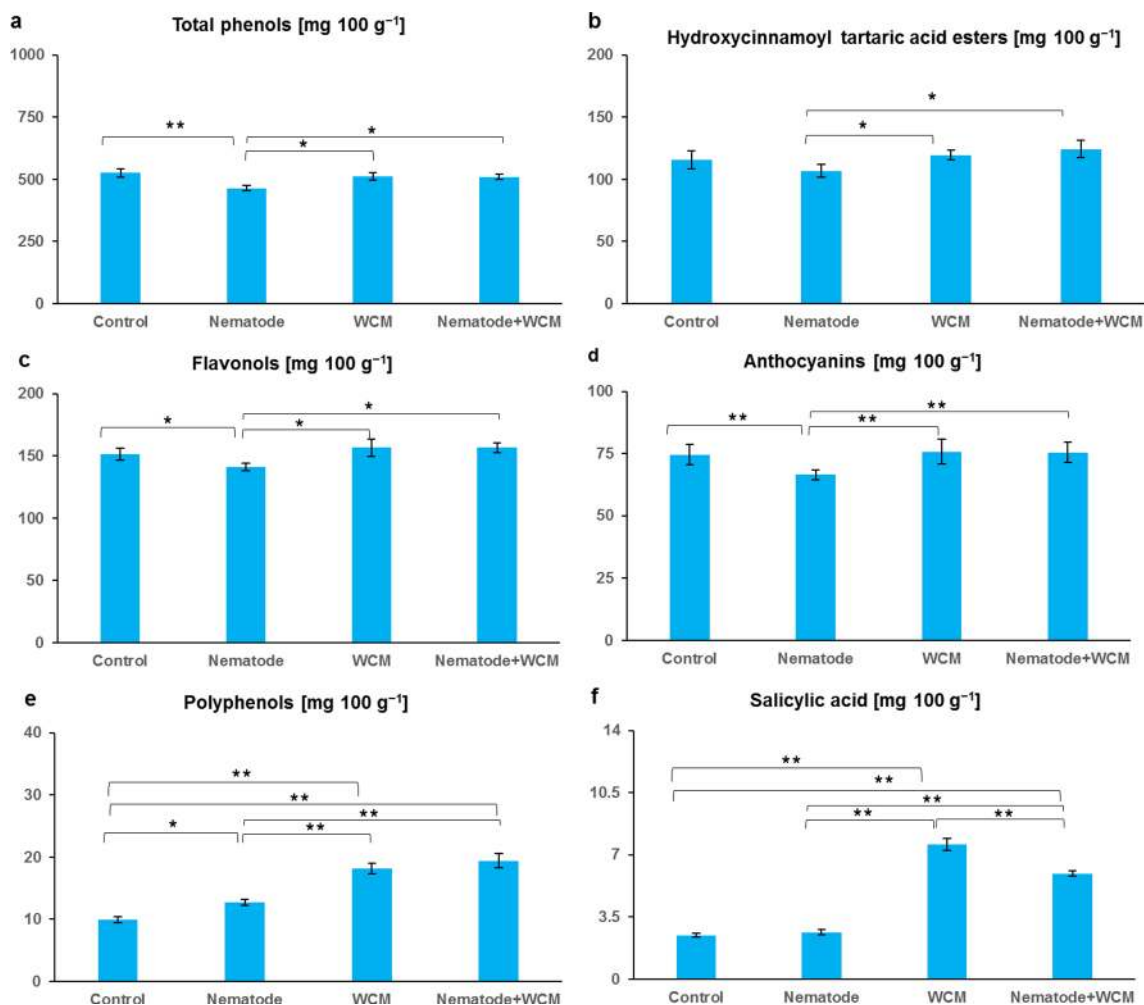 a
Total phenols [mg 100 g⁻¹]
1000
750
500
250
0
**
*
*
Control Nematode WCM Nematode+WCM
b
Hydroxycinnamoyl tartaric acid esters [mg 100 g⁻¹]
200
150
100
50
0
*
*
Control Nematode WCM Nematode+WCM
c
Flavonols [mg 100 g⁻¹]
200
150
100
50
0
*
*
*
Control Nematode WCM Nematode+WCM
d
Anthocyanins [mg 100 g⁻¹]
100
75
50
25
0
**
**
**
Control Nematode WCM Nematode+WCM
e
Polyphenols [mg 100 g⁻¹]
40
30
20
10
0
**
**
**
*
**
Control Nematode WCM Nematode+WCM
f
Salicylic acid [mg 100 g⁻¹]
14
10.5
7
3.5
0
**
**
**
**
**
Control Nematode WCM Nematode+WCM